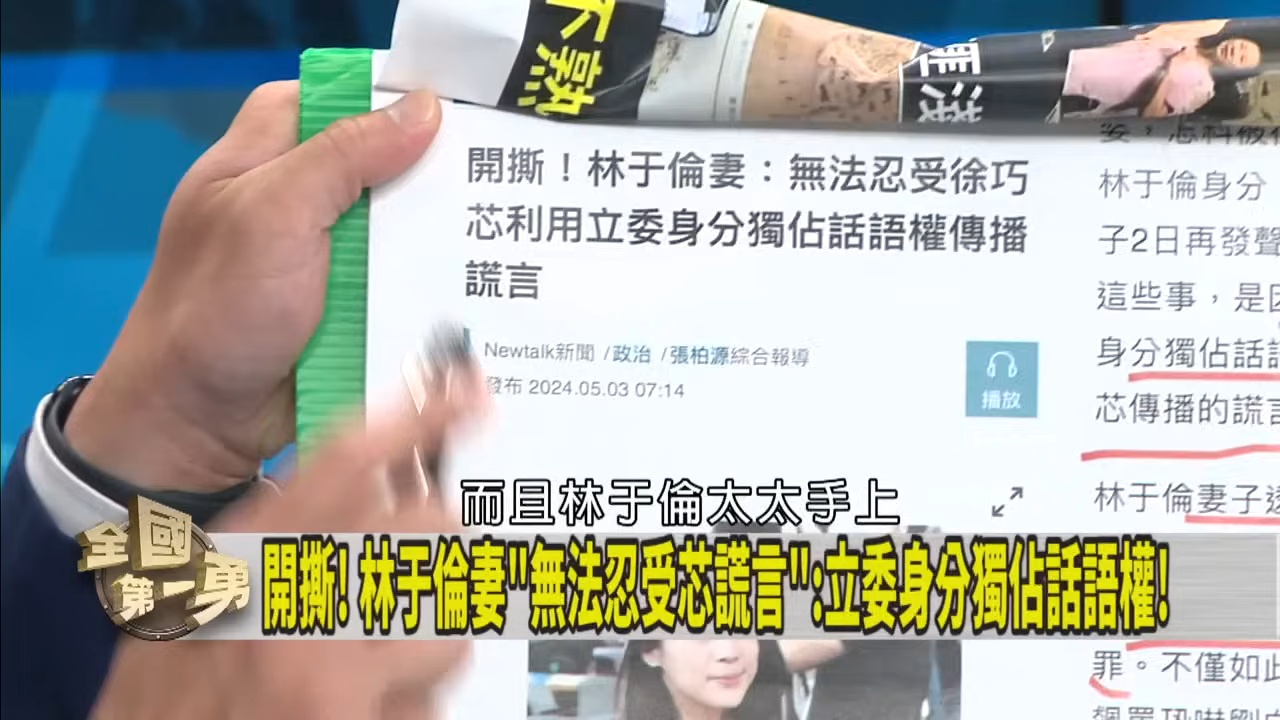 不熟
罪淺
開撕！林于倫妻：無法忍受徐巧
芯利用立委身分獨佔話語權傳播
謊言
Newtalk新聞 /政治 /張柏源綜合報導
發布 2024.05.03 07:14
播放
林于倫身分
子2日再發聲
這些事，是因
身分獨佔話語
芯傳播的謊言
林于倫妻子
罪。不僅如此
而且林于倫太太手上
全國第一勇
開撕!林于倫妻"無法忍受芯謊言":立委身分獨佔話語權!